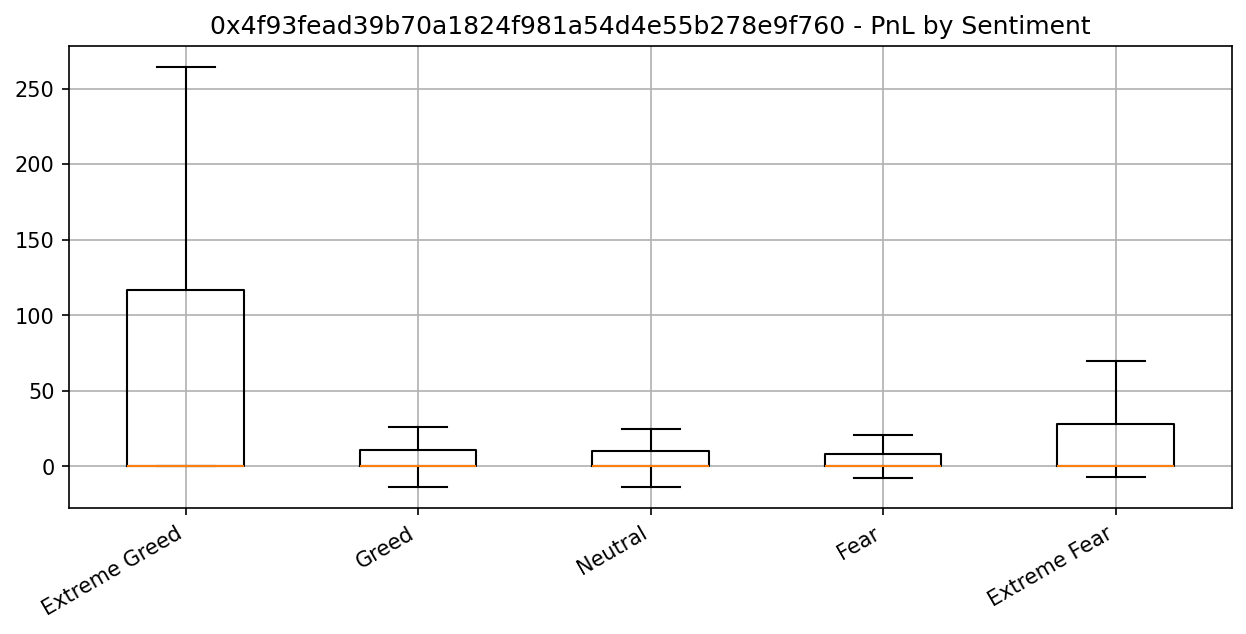 0x4f93fead39b70a1824f981a54d4e55b278e9f760 - PnL by Sentiment
250
200
150
100
50
0
Extreme Greed
Greed
Neutral
Fear
Extreme Fear